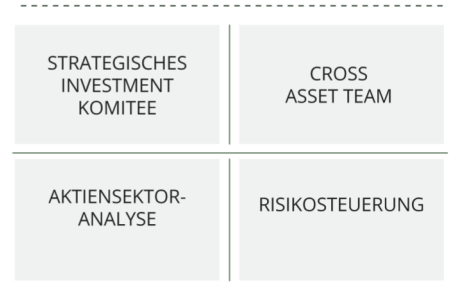 STRATEGISCHES
INVESTMENT
KOMITEE
CROSS
ASSET TEAM
AKTIENSEKTOR-
ANALYSE
RISIKOSTEUERUNG